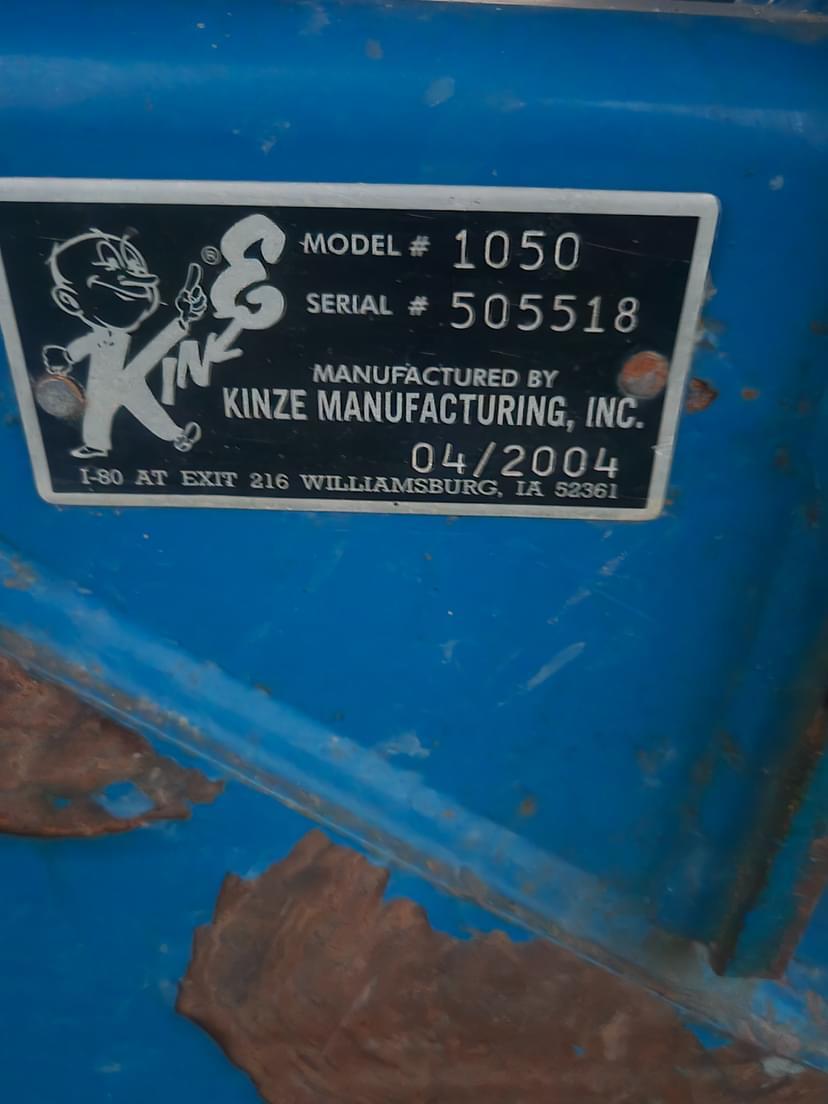 KINZE ®
MODEL # 1050
SERIAL # 505518
MANUFACTURED BY
KINZE MANUFACTURING, INC.
04/2004
I-80 AT EXIT 216 WILLIAMSBURG, IA 52361